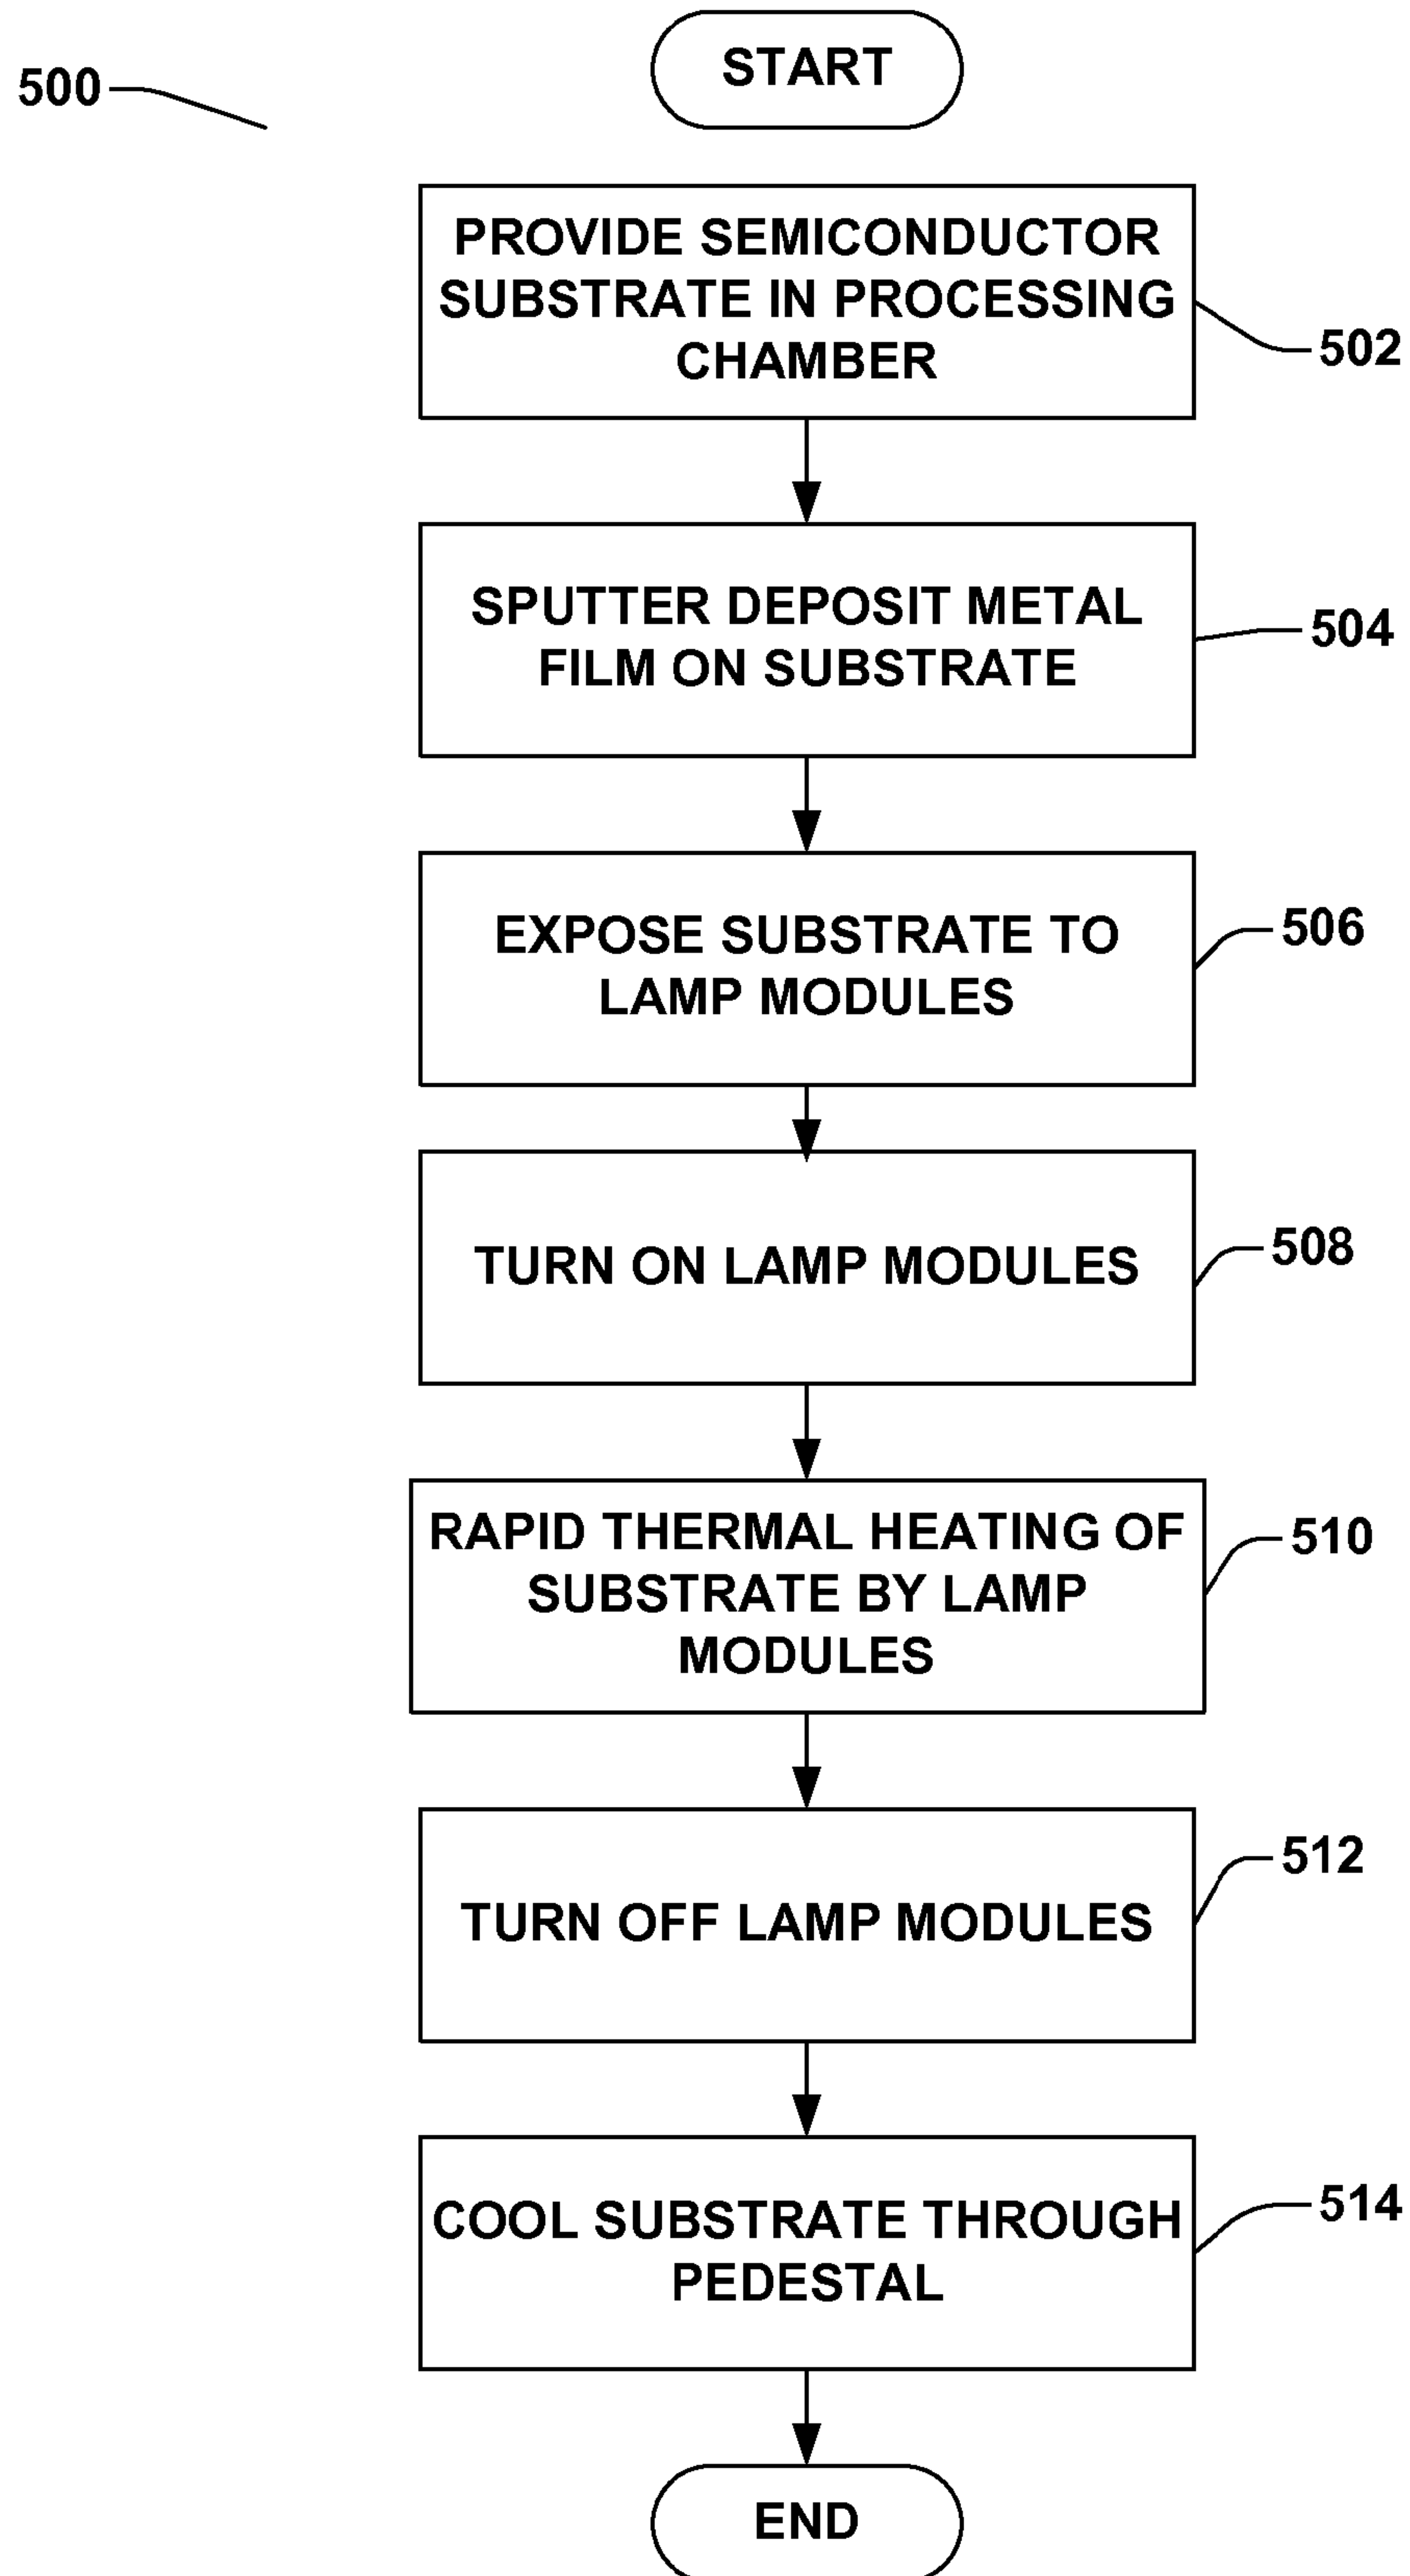 START
500
PROVIDE SEMICONDUCTOR
SUBSTRATE IN PROCESSING
CHAMBER
502
SPUTTER DEPOSIT METAL
FILM ON SUBSTRATE
504
EXPOSE SUBSTRATE TO
LAMP MODULES
506
TURN ON LAMP MODULES
508
RAPID THERMAL HEATING OF
SUBSTRATE BY LAMP
MODULES
510
TURN OFF LAMP MODULES
512
COOL SUBSTRATE THROUGH
PEDESTAL
514
END